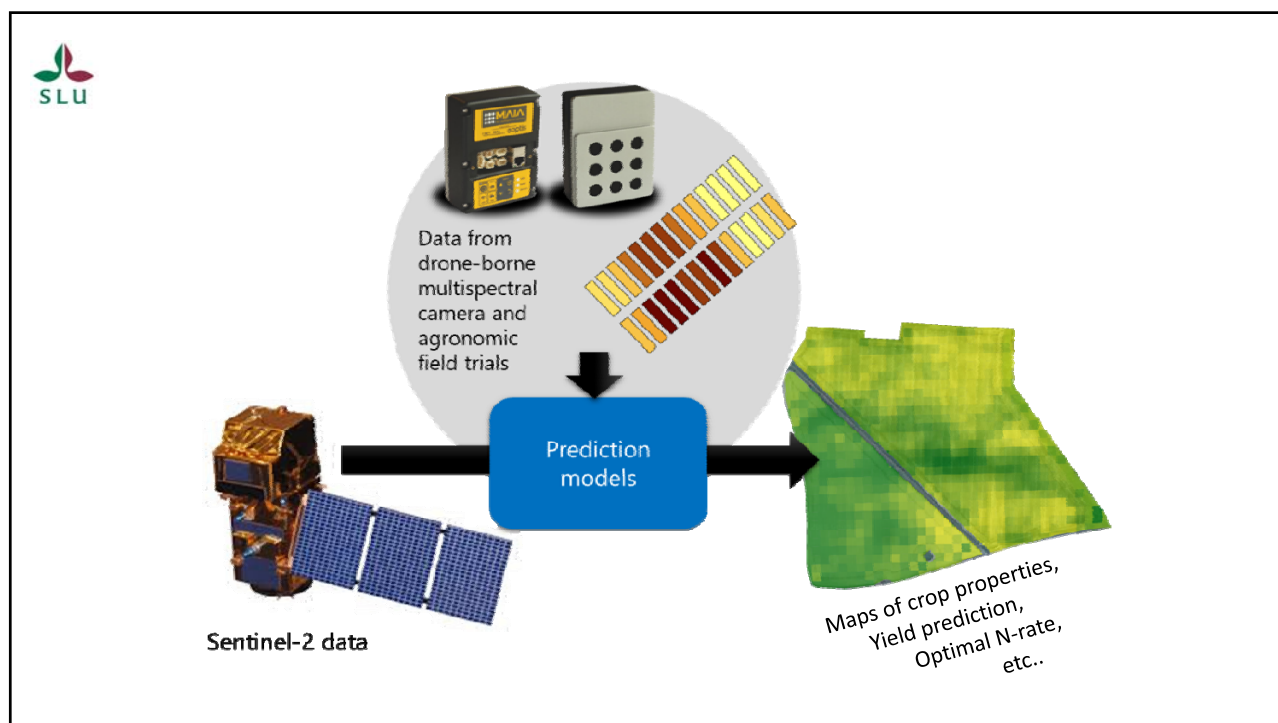 SLU
MAIA
Data from
drone-borne
multispectral
camera and
agronomic
field trials
Prediction
models
Sentinel-2 data
Maps of crop properties,
Yield prediction,
Optimal N-rate,
etc..